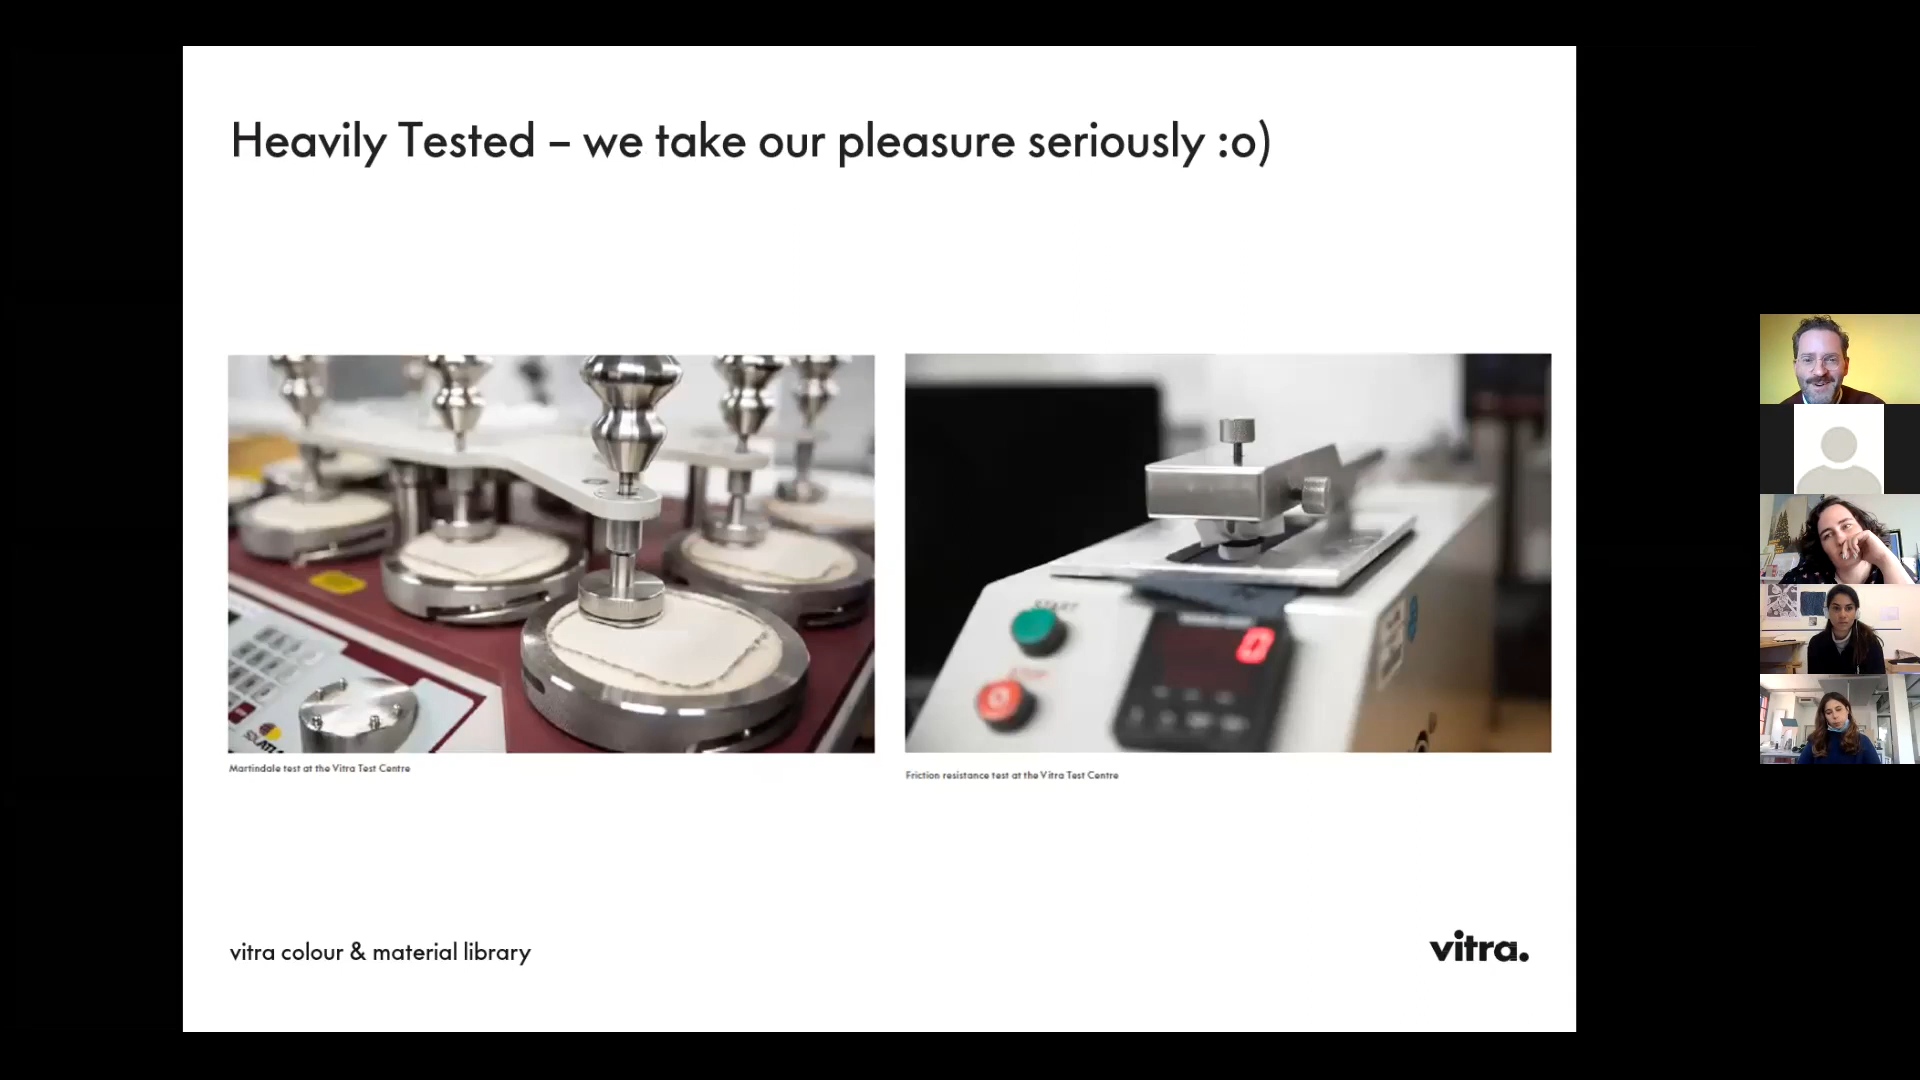 Heavily Tested – we take our pleasure seriously :o)
START
Martindale test at the Vitra Test Centre
Friction resistance test at the Vitra Test Centre
vitra colour & material library
vitra.